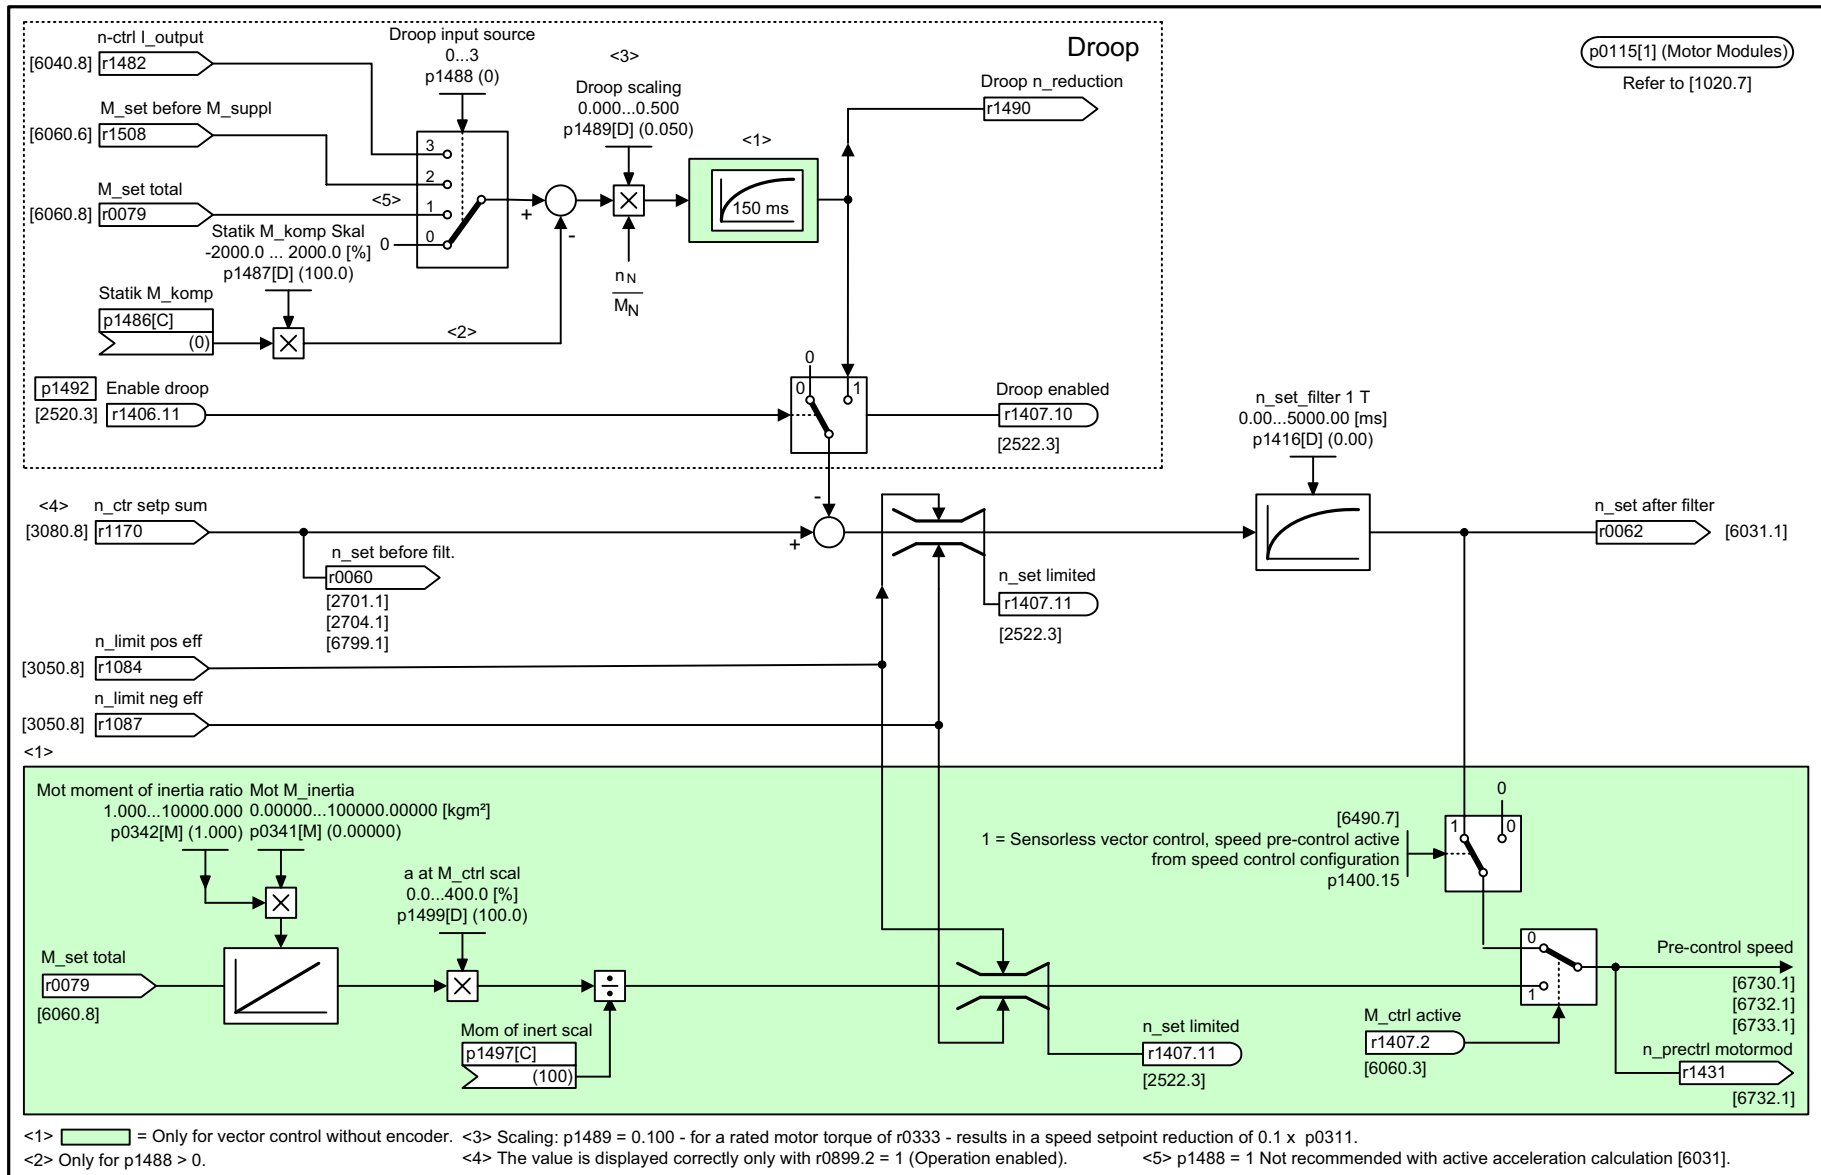 Droop
p0115[1] (Motor Modules)
Refer to [1020.7]
n-ctrl I_output
[6040.8] r1482
M_set before M_suppl
[6060.6] r1508
M_set total
[6060.8] r0079
Droop input source
0...3
p1488 (0)
3
2
<5> 1
0 0
+
-
<3>
Droop scaling
0.000...0.500
p1489[D] (0.050)
n N
M N
<1>
150 ms
Droop n_reduction
r1490
Statik M_komp Skal
-2000.0 ... 2000.0 [%]
p1487[D] (100.0)
Statik M_komp
p1486[C]
(0)
<2>
p1492 Enable droop
[2520.3] r1406.11
0
0 1
Droop enabled
r1407.10
[2522.3]
n_set_filter 1 T
0.00...5000.00 [ms]
p1416[D] (0.00)
<4> n_ctr setp sum
[3080.8] r1170
n_set before filt.
r0060
[2701.1]
[2704.1]
[6799.1]
-
+
n_set limited
r1407.11
[2522.3]
n_set after filter
r0062 [6031.1]
n_limit pos eff
[3050.8] r1084
n_limit neg eff
[3050.8] r1087
<1>
Mot moment of inertia ratio Mot M_inertia
1.000...10000.000 0.00000...100000.00000 [kgm²]
p0342[M] (1.000) p0341[M] (0.00000)
a at M_ctrl scal
0.0...400.0 [%]
p1499[D] (100.0)
M_set total
r0079
[6060.8]
Mom of inert scal
p1497[C]
(100)
[6490.7]
1 = Sensorless vector control, speed pre-control active
from speed control configuration
p1400.15
0
1 0
0
1
n_set limited
r1407.11
[2522.3]
M_ctrl active
r1407.2
[6060.3]
Pre-control speed
[6730.1]
[6732.1]
[6733.1]
n_prectrl motormod
r1431
[6732.1]
<1> = Only for vector control without encoder. <3> Scaling: p1489 = 0.100 - for a rated motor torque of r0333 - results in a speed setpoint reduction of 0.1 x p0311.
<2> Only for p1488 > 0. <4> The value is displayed correctly only with r0899.2 = 1 (Operation enabled). <5> p1488 = 1 Not recommended with active acceleration calculation [6031].